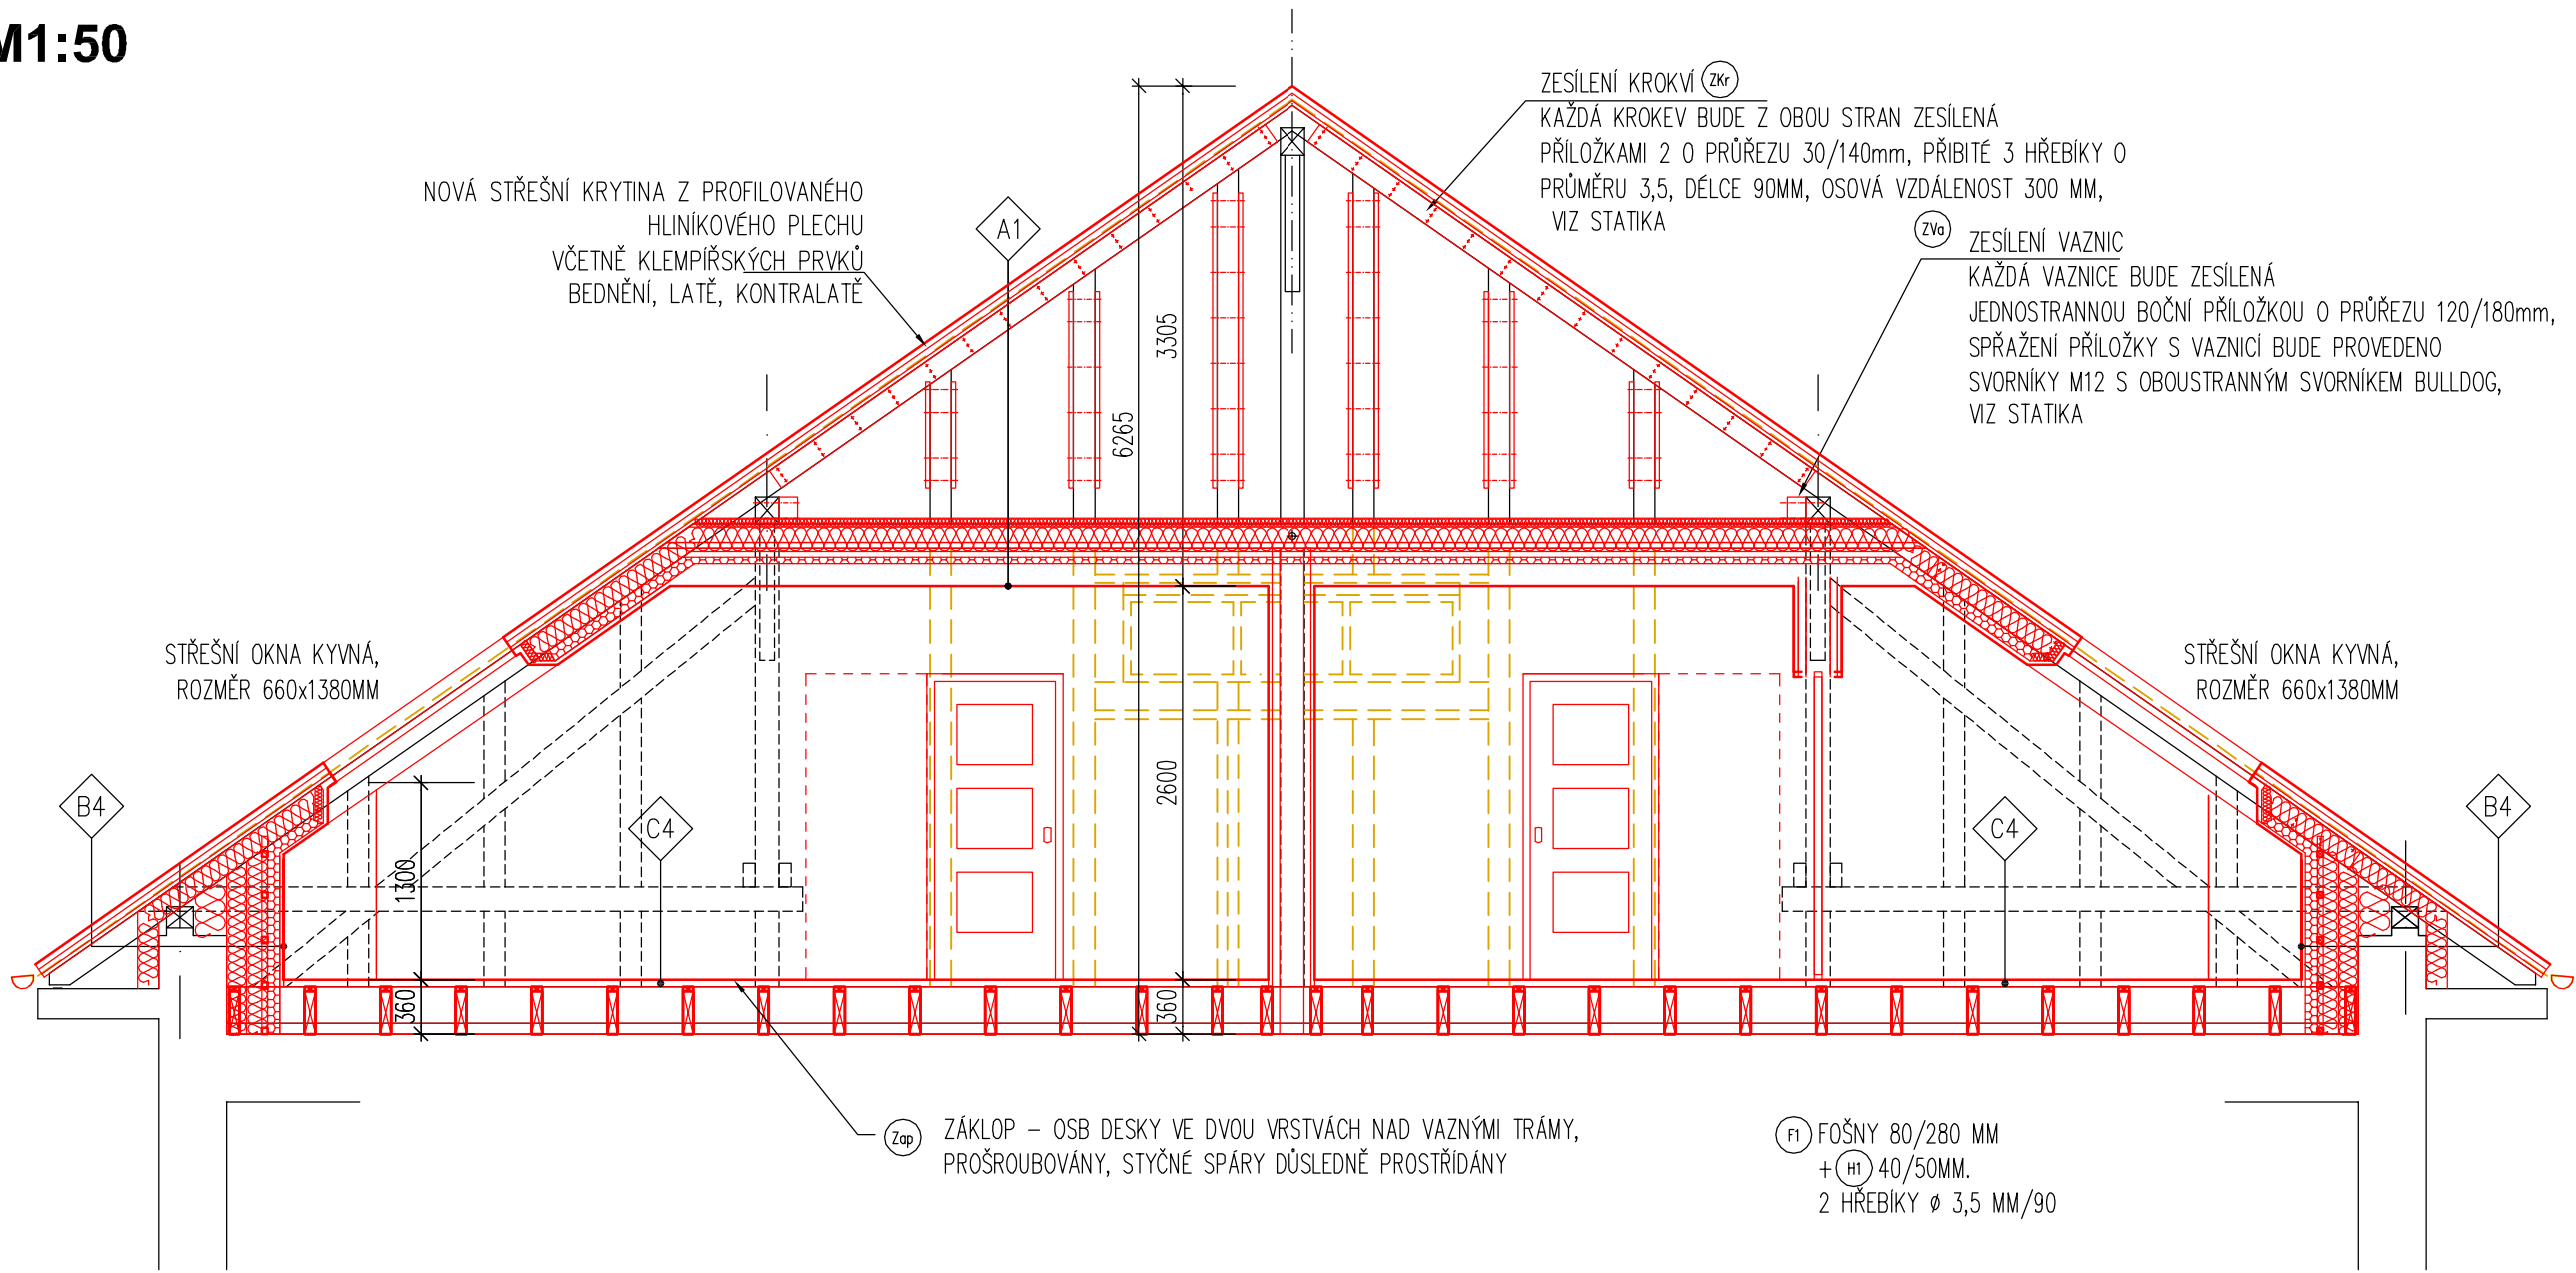 M1:50
NOVÁ STŘEŠNÍ KRYTINA Z PROFILOVANÉHO
HLINÍKOVÉHO PLECHU
VČETNĚ KLEMPÍŘSKÝCH PRVKŮ
BEDNĚNÍ, LATĚ, KONTRALATĚ
A1
ZESÍLENÍ KROKVÍ ZKr
KAŽDÁ KROKEV BUDE Z OBOU STRAN ZESÍLENÁ
PŘÍLOŽKAMI 2 O PRŮŘEZU 30/140mm, PŘIBITÉ 3 HŘEBÍKY O
PRŮMĚRU 3,5, DÉLCE 90MM, OSOVÁ VZDÁLENOST 300 MM,
VIZ STATIKA
ZVa
ZESÍLENÍ VAZNIC
KAŽDÁ VAZNICE BUDE ZESÍLENÁ
JEDNOSTRANNOU BOČNÍ PŘÍLOŽKOU O PRŮŘEZU 120/180mm,
SPŘAŽENÍ PŘÍLOŽKY S VAZNICÍ BUDE PROVEDENO
SVORNÍKY M12 S OBOUSTRANNÝM SVORNÍKEM BULLDOG,
VIZ STATIKA
3305
6265
STŘEŠNÍ OKNA KYVNÁ,
ROZMĚR 660x1380MM
STŘEŠNÍ OKNA KYVNÁ,
ROZMĚR 660x1380MM
2600
B4
C4
C4
B4
1300
360
360
Zap
ZÁKLOP – OSB DESKY VE DVOU VRSTVÁCH NAD VAZNÝMI TRÁMY,
PROŠROUBOVÁNY, STYČNÉ SPÁRY DŮSLEDNĚ PROSTŘÍDÁNY
F1 FOŠNY 80/280 MM
+ H1 40/50MM.
2 HŘEBÍKY ø 3,5 MM/90